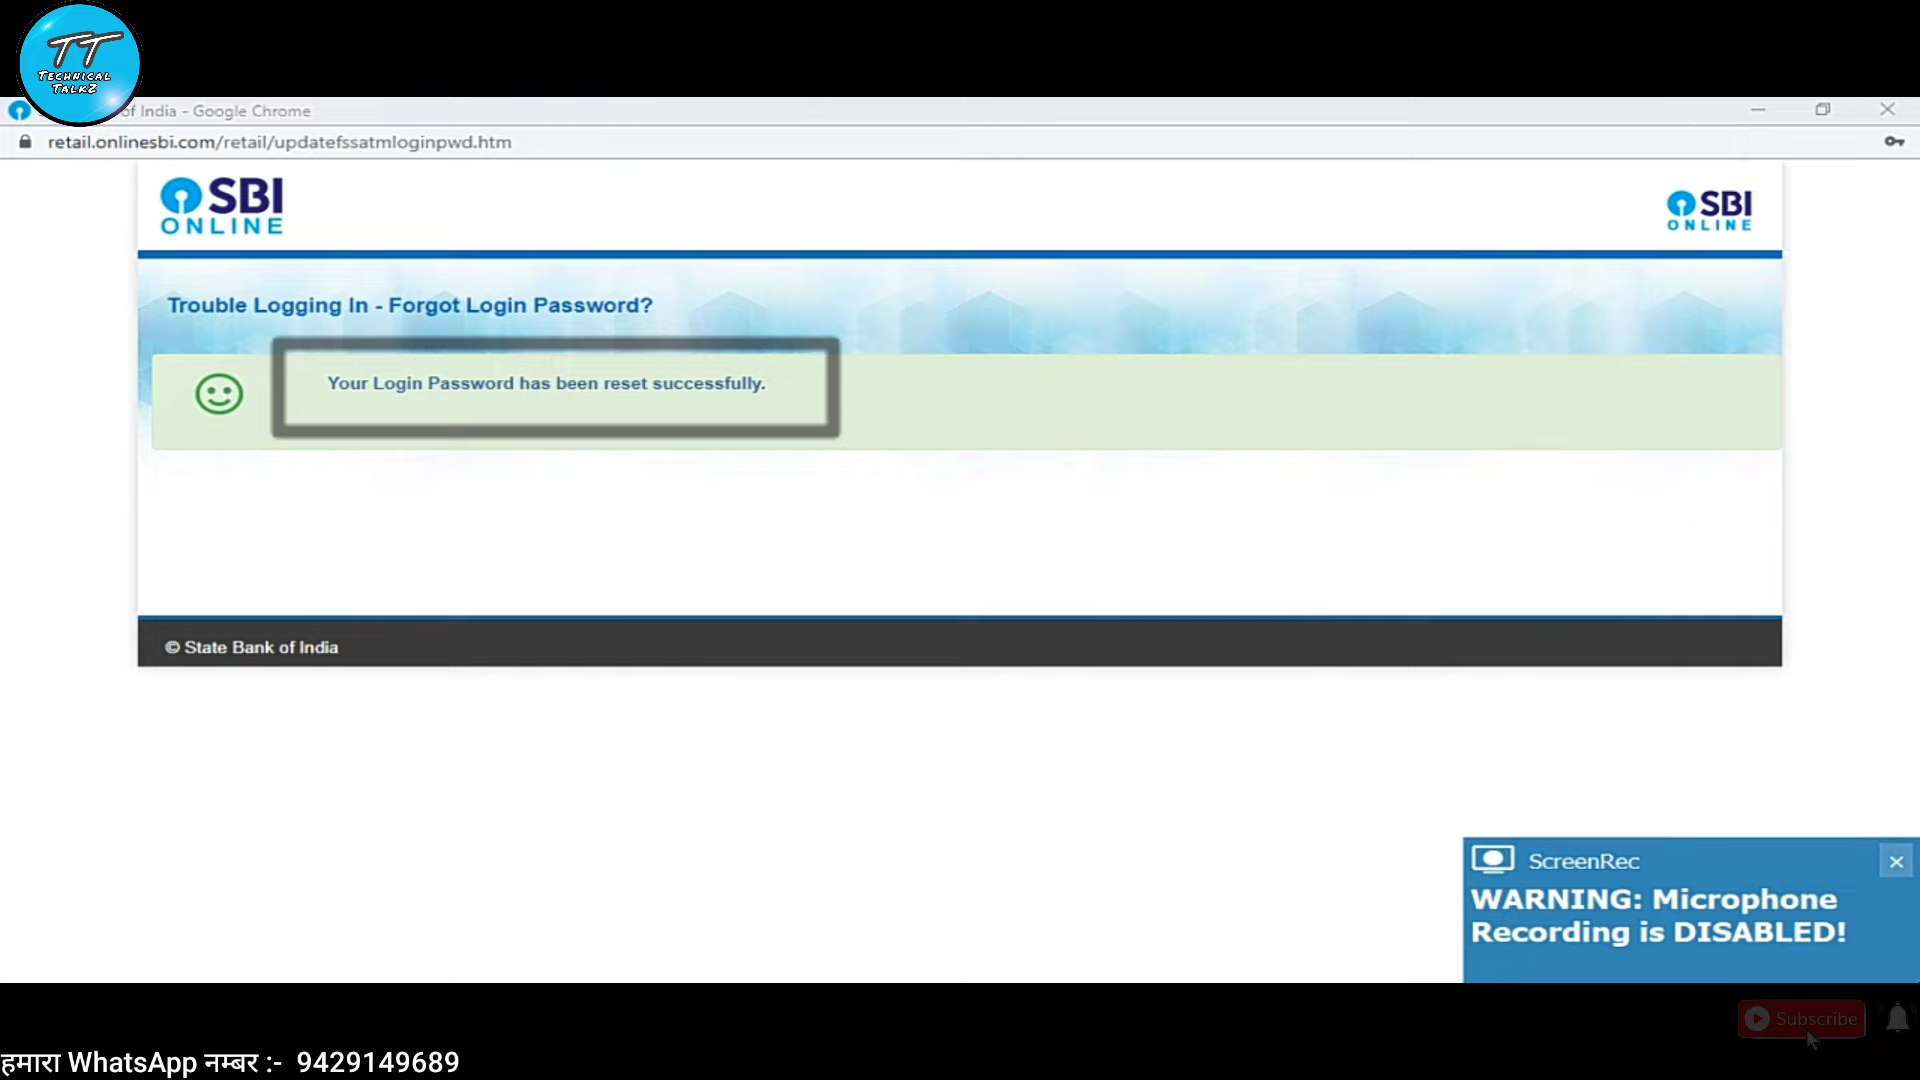 TT
TECHNICAL
TALKZ
of India - Google Chrome
retail.onlinesbi.com/retail/updatefssatmloginpwd.htm
SBI
ONLINE
SBI
ONLINE
Trouble Logging In - Forgot Login Password?
Your Login Password has been reset successfully.
© State Bank of India
ScreenRec
WARNING: Microphone
Recording is DISABLED!
Subscribe
हमारा WhatsApp नम्बर :- 9429149689